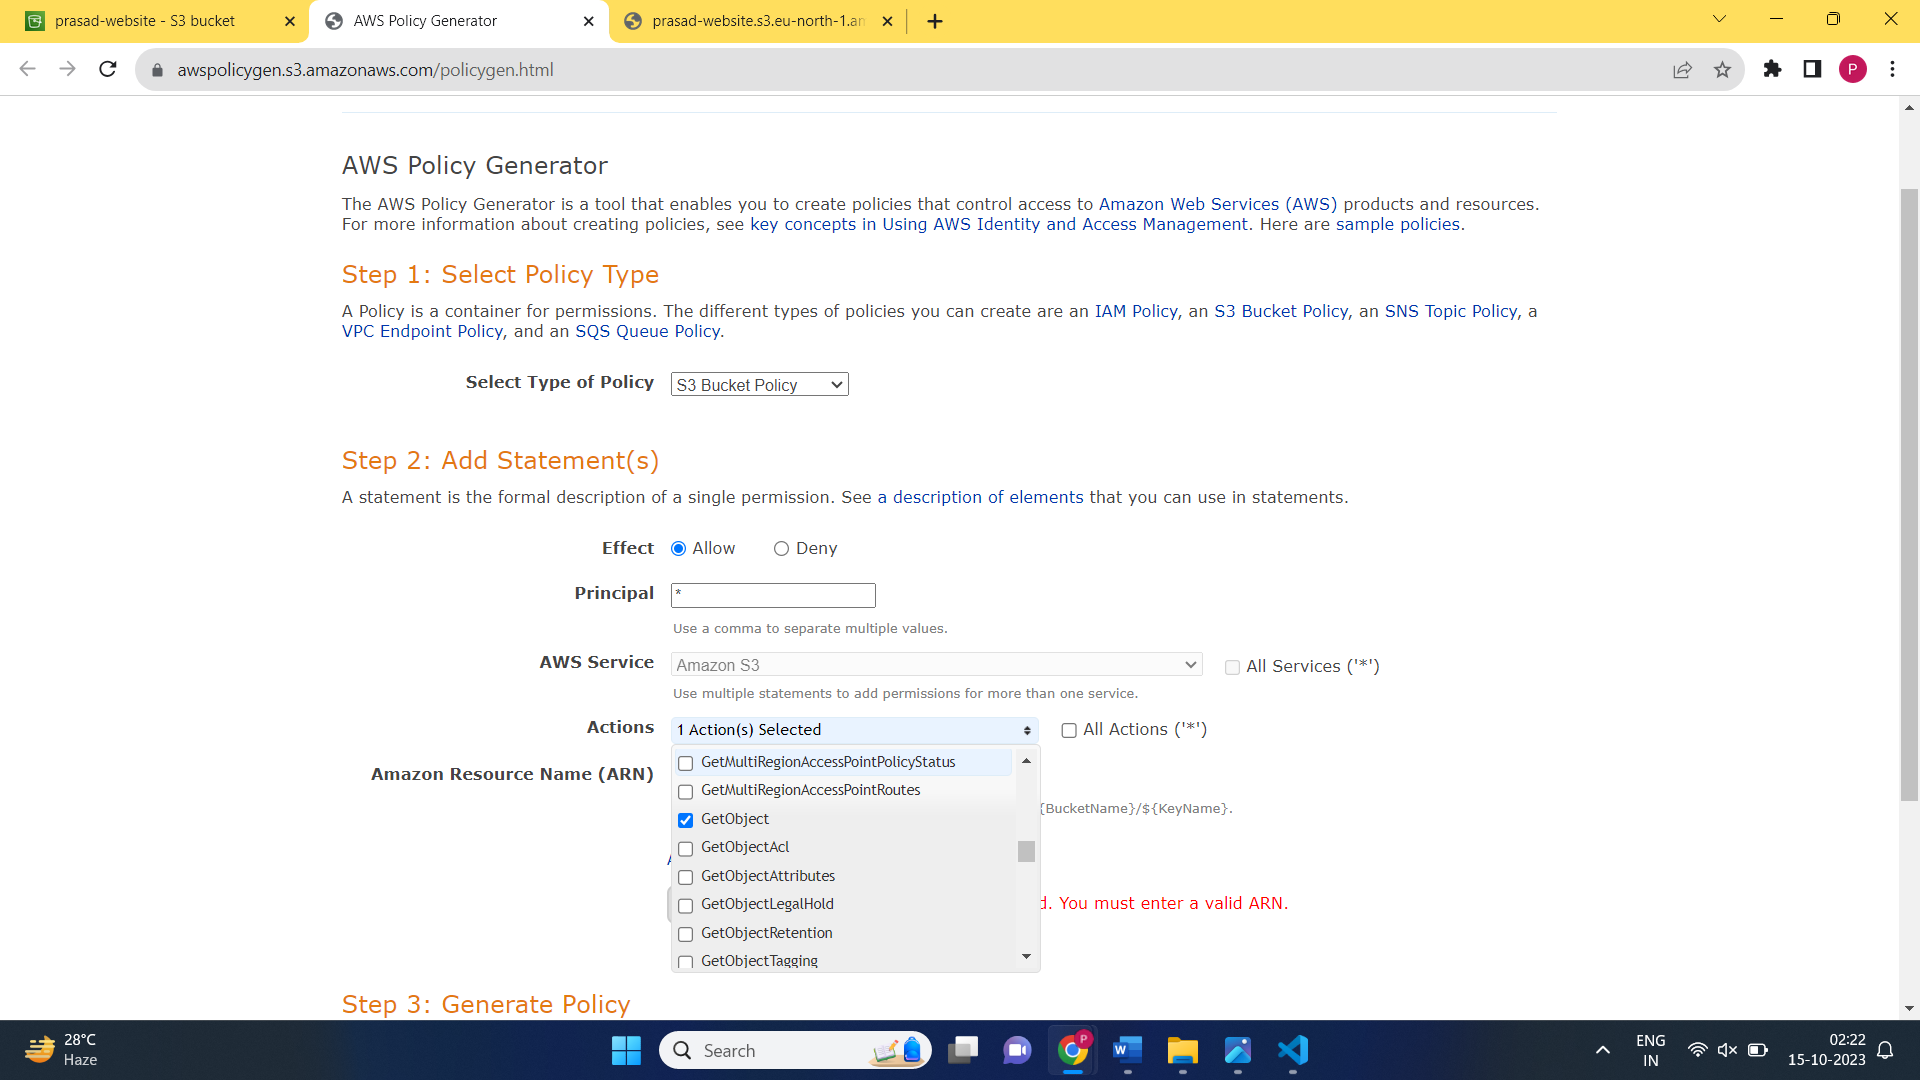 prasad-website - S3 bucket
AWS Policy Generator
prasad-website.s3.eu-north-1.am
awspolicygen.s3.amazonaws.com/policygen.html
P
AWS Policy Generator
The AWS Policy Generator is a tool that enables you to create policies that control access to Amazon Web Services (AWS) products and resources.
For more information about creating policies, see key concepts in Using AWS Identity and Access Management. Here are sample policies.
Step 1: Select Policy Type
A Policy is a container for permissions. The different types of policies you can create are an IAM Policy, an S3 Bucket Policy, an SNS Topic Policy, a
VPC Endpoint Policy, and an SQS Queue Policy.
Select Type of Policy S3 Bucket Policy
Step 2: Add Statement(s)
A statement is the formal description of a single permission. See a description of elements that you can use in statements.
Effect Allow Deny
Principal *
Use a comma to separate multiple values.
AWS Service Amazon S3 All Services ('*')
Use multiple statements to add permissions for more than one service.
Actions 1 Action(s) Selected All Actions ('*')
GetMultiRegionAccessPointPolicyStatus
Amazon Resource Name (ARN)
GetMultiRegionAccessPointRoutes
{BucketName}/${KeyName}.
GetObject
GetObjectAcl
GetObjectAttributes
GetObjectLegalHold
d. You must enter a valid ARN.
GetObjectRetention
GetObjectTagging
Step 3: Generate Policy
28°C
Haze
Search
P
W
ENG
IN
02:22
15-10-2023